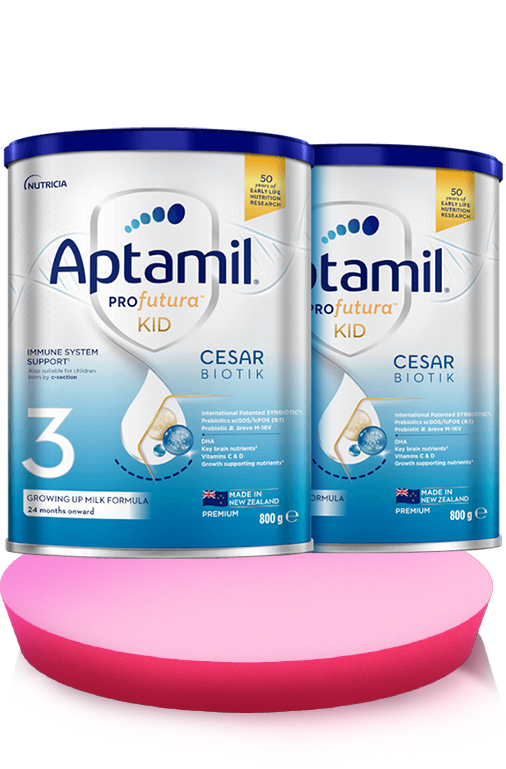 NUTRICIA
50
years of
EARLY LIFE
NUTRITION
RESEARCH
Aptamil®
PROfutura™
KID
IMMUNE SYSTEM
SUPPORT¹
Also suitable for children
born by c-section
CESAR
BIOTIK
3
International Patented SYNBIOTIC*
Prebiotics scGOS/lcFOS (9:1)
Probiotic B. breve M-16V
DHA
Key brain nutrients
Vitamins C & D
Growth supporting nutrients
GROWING UP MILK FORMULA
24 months onward
MADE IN
NEW ZEALAND
PREMIUM
800 g ℮
50
years of
EARLY LIFE
NUTRITION
RESEARCH
tamil®
PROfutura™
KID
CESAR
BIOTIK
International Patented SYNBIOTIC*
Prebiotics scGOS/lcFOS (9:1)
Probiotic B. breve M-16V
DHA
Key brain nutrients
Vitamins C & D
Growth supporting nutrients
FORMULA
MADE IN
NEW ZEALAND
PREMIUM
800 g ℮